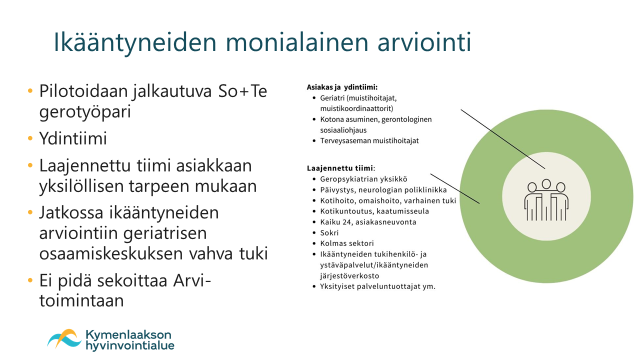 Ikääntyneiden monialainen arviointi
• Pilotoidaan jalkautuva So+Te
gerotyöpari
• Ydintiimi
• Laajennettu tiimi asiakkaan
yksilöllisen tarpeen mukaan
• Jatkossa ikääntyneiden
arviointiin geriatrisen
osaamiskeskuksen vahva tuki
• Ei pidä sekoittaa Arvi-
toimintaan
Asiakas ja ydintiimi:
• Geriatri (muistihoitajat,
muistikoordinaattorit)
• Kotona asuminen, gerontologinen
sosiaaliohjaus
• Terveysaseman muistihoitajat
Laajennettu tiimi:
• Geropsykiatrian yksikkö
• Päivystys, neurologian poliklinikka
• Kotihoito, omaishoito, varhainen tuki
• Kotikuntoutus, kaatumisseula
• Kaiku 24, asiakasneuvonta
• Sokri
• Kolmas sektori
• Ikääntyneiden tukihenkilö- ja
ystäväpalvelut/ikääntyneiden
järjestöverkosto
• Yksityiset palveluntuottajat ym.
Kymenlaakson
hyvinvointialue